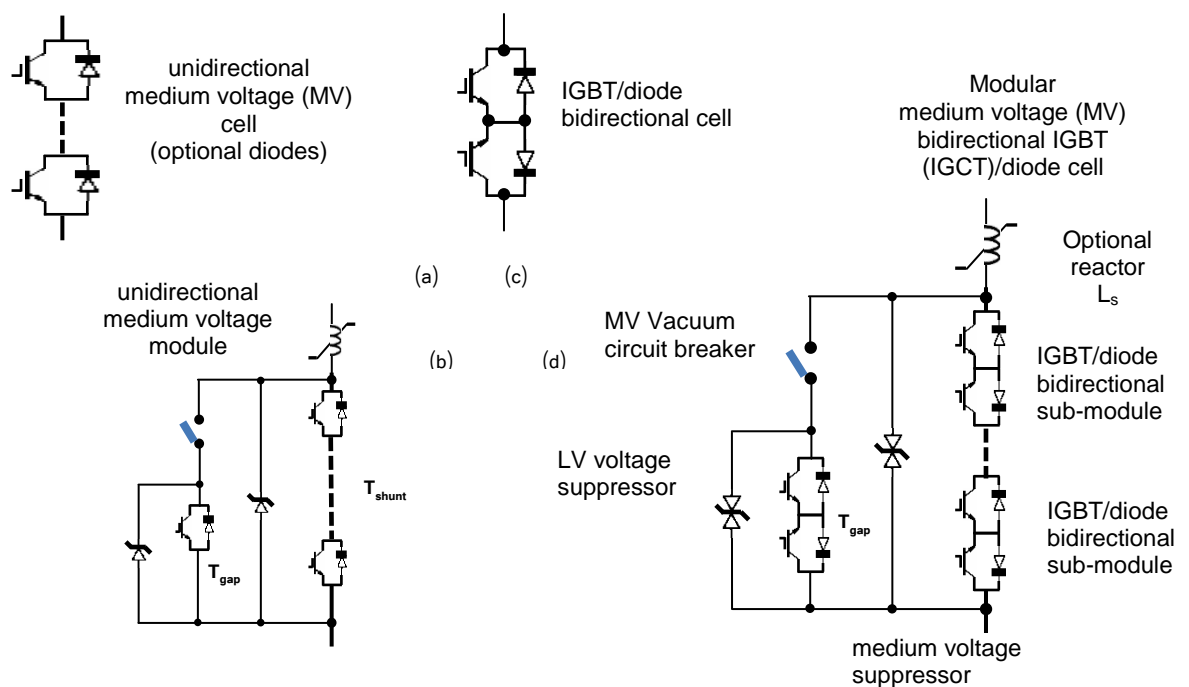 unidirectional
medium voltage (MV)
cell
(optional diodes)
IGBT/diode
bidirectional cell
Modular
medium voltage (MV)
bidirectional IGBT
(IGCT)/diode cell
(a)
(c)
Optional
reactor
Ls
unidirectional
medium voltage
module
MV Vacuum
circuit breaker
(b)
(d)
IGBT/diode
bidirectional
sub-module
LV voltage
suppressor
Tshunt
Tgap
Tgap
IGBT/diode
bidirectional
sub-module
medium voltage
suppressor